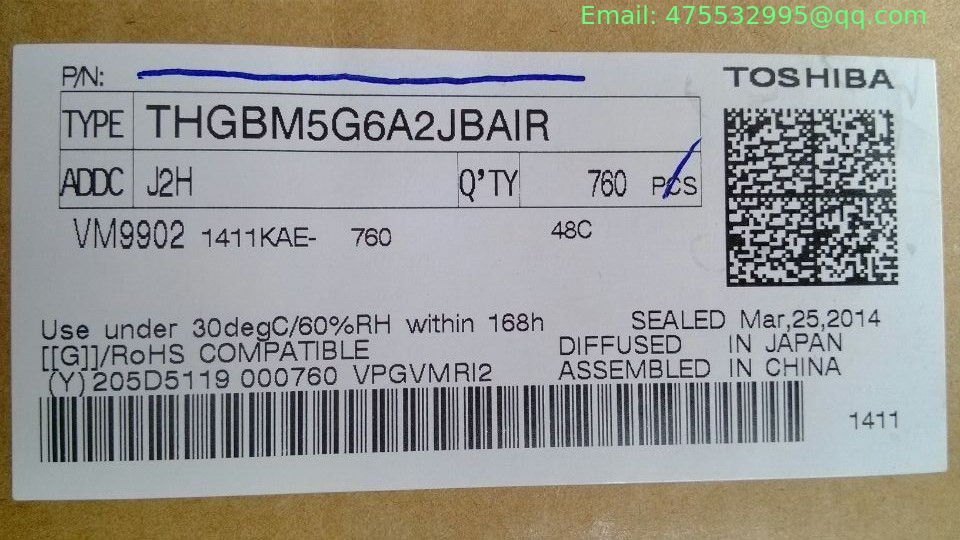 Email: 475532995@qq.com
P/N:
TOSHIBA
TYPE THGBM5G6A2JBAIR
ADDC J2H Q'TY 760 PCS
VM9902 1411KAE- 760 48C
Use under 30degC/60%RH within 168h SEALED Mar,25,2014
[[G]]/RoHS COMPATIBLE DIFFUSED IN JAPAN
(Y)205D5119 000760 VPGVMRI2 ASSEMBLED IN CHINA
1411